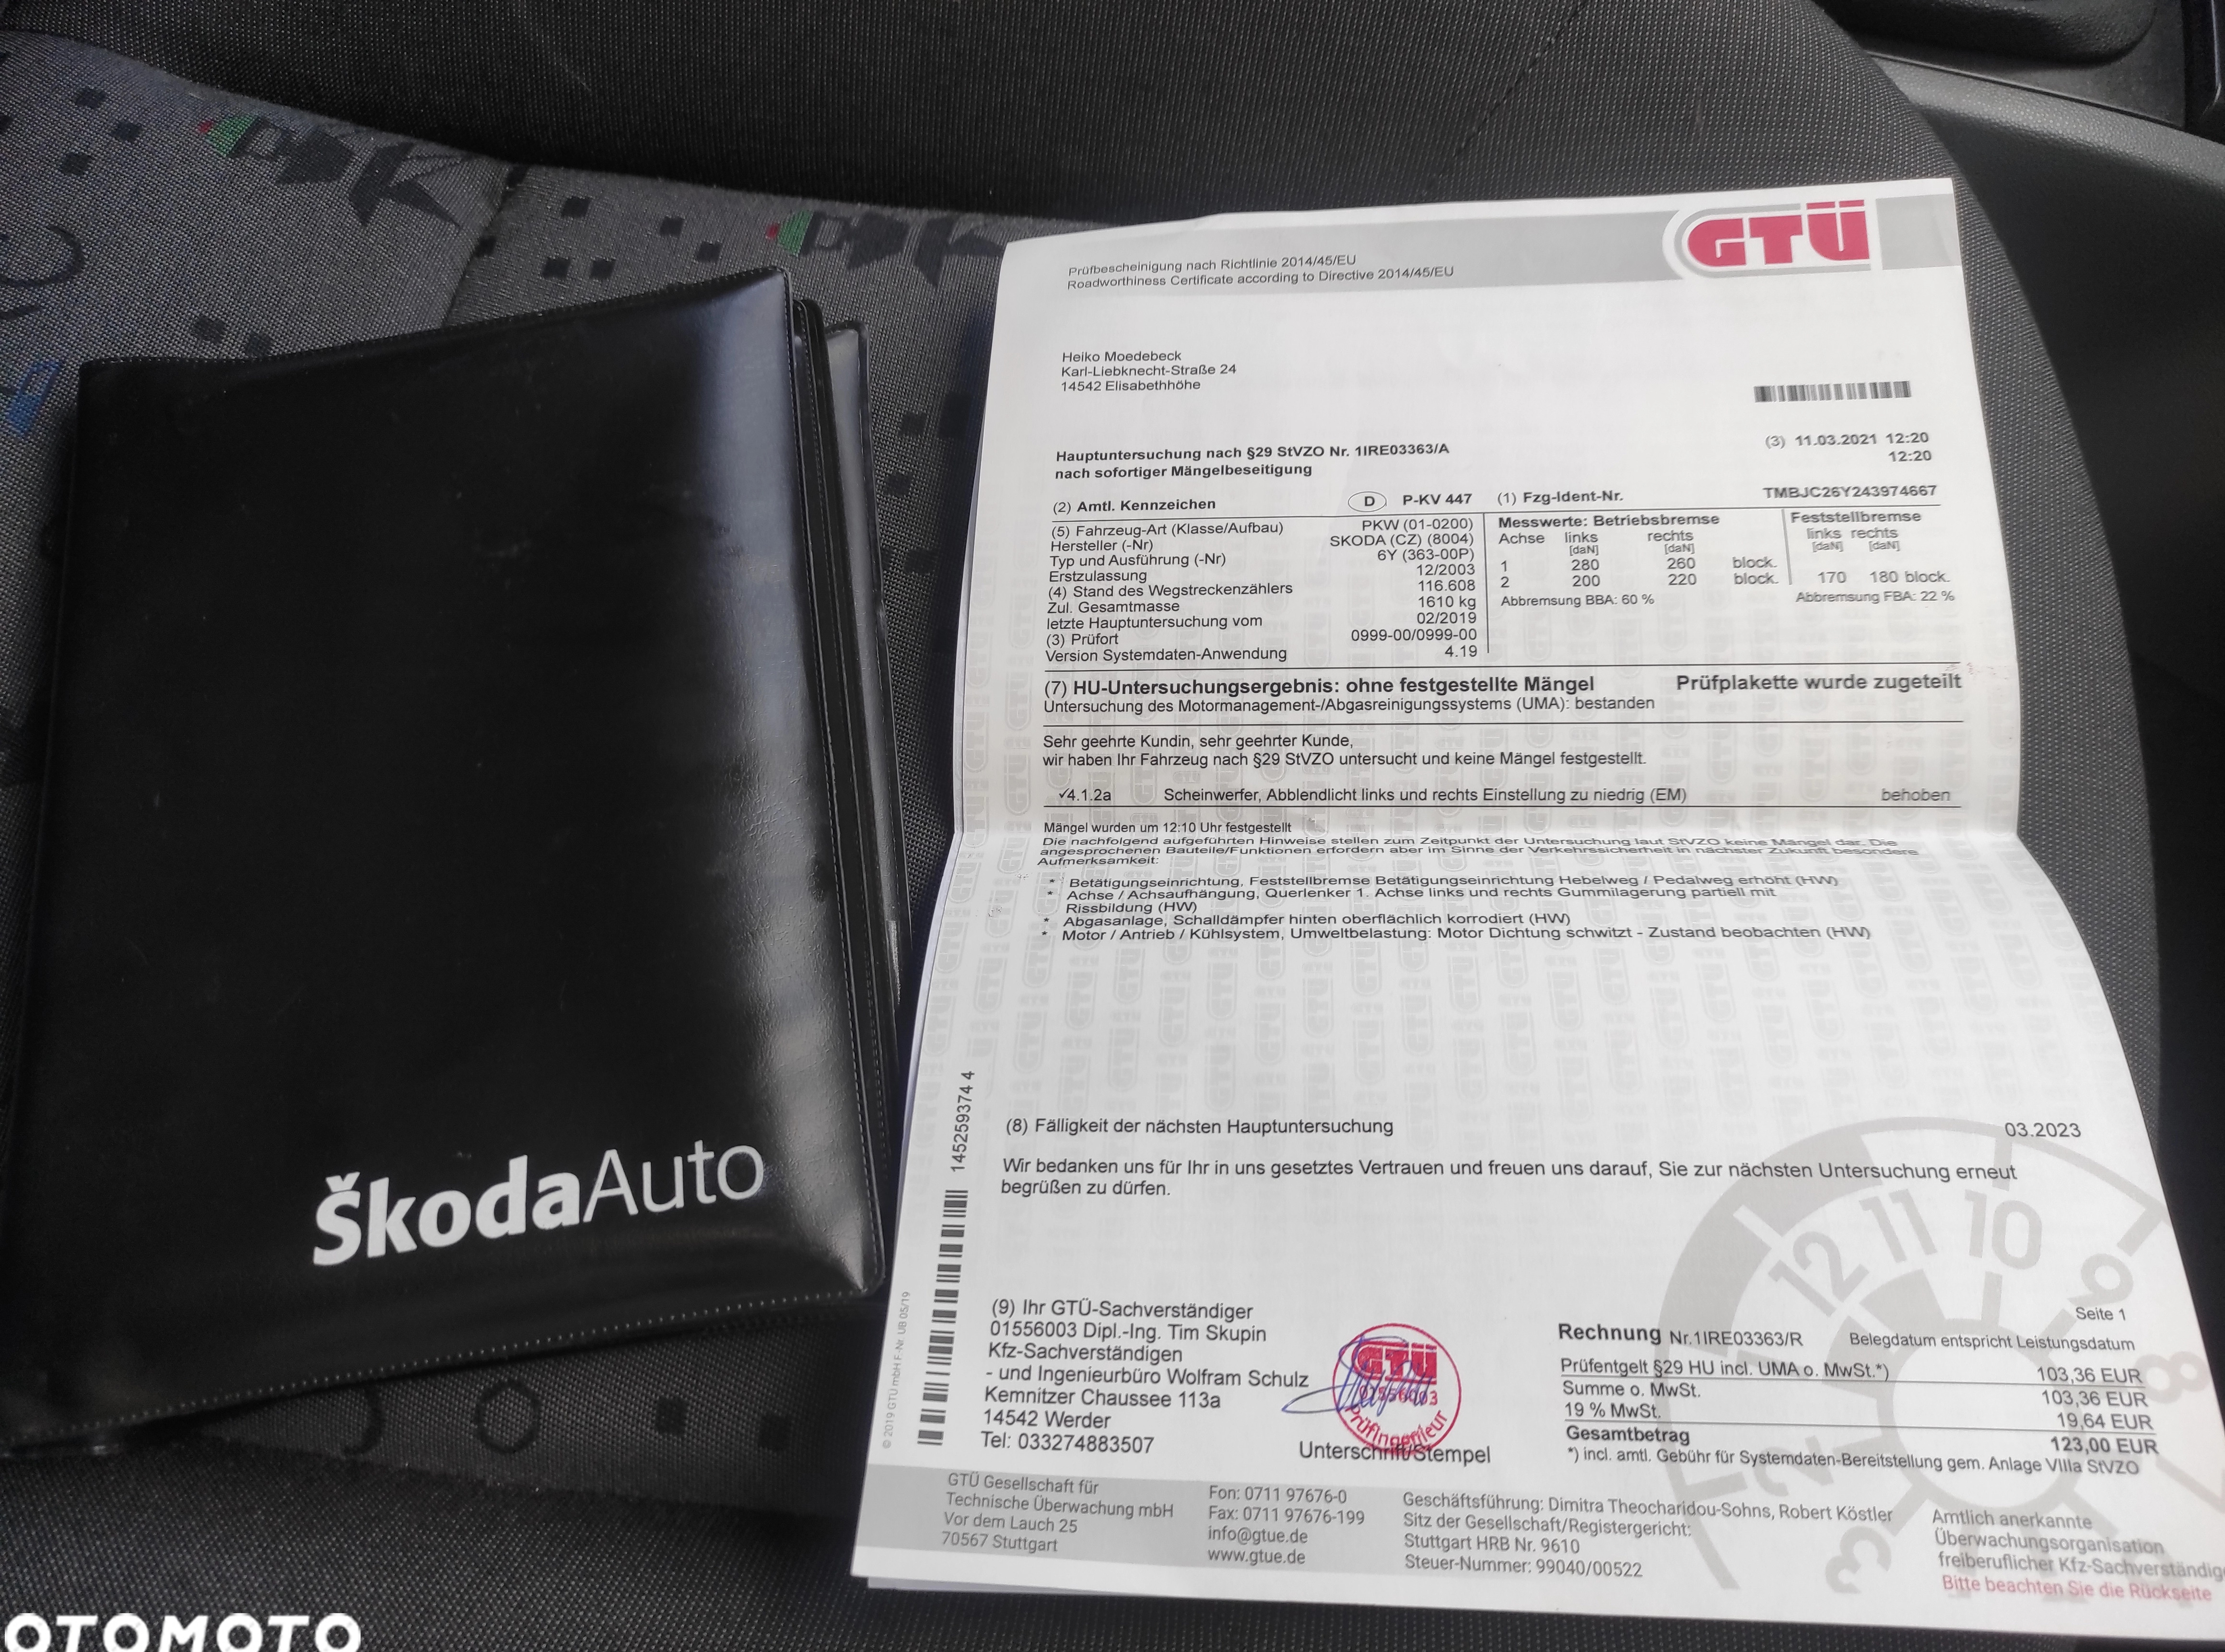 GTÜ
Prüfbescheinigung nach Richtlinie 2014/45/EU
Roadworthiness Certificate according to Directive 2014/45/EU
Heiko Moedebeck
Karl-Liebknecht-Straße 24
14542 Elisabethhöhe
Hauptuntersuchung nach §29 StVZO Nr. 1IRE03363/A
nach sofortiger Mängelbeseitigung
(3) 11.03.2021 12:20
12:20
(2) Amtl. Kennzeichen D P-KV 447 (1) Fzg-Ident-Nr. TMBJC26Y243974667
(5) Fahrzeug-Art (Klasse/Aufbau) PKW (01-0200)
Hersteller (-Nr) SKODA (CZ) (8004)
Typ und Ausführung (-Nr) 6Y (363-00P)
Erstzulassung 12/2003
(4) Stand des Wegstreckenzählers 116.608
Zul. Gesamtmasse 1610 kg
letzte Hauptuntersuchung vom 02/2019
(3) Prüfort 0999-00/0999-00
Version Systemdaten-Anwendung 4.19
Messwerte: Betriebsbremse Feststellbremse
Achse links rechts links rechts
[daN] [daN] [daN] [daN]
1 280 260 block.
2 200 220 block. 170 180 block.
Abbremsung BBA: 60 % Abbremsung FBA: 22 %
(7) HU-Untersuchungsergebnis: ohne festgestellte Mängel Prüfplakette wurde zugeteilt
Untersuchung des Motormanagement-/Abgasreinigungssystems (UMA): bestanden
Sehr geehrte Kundin, sehr geehrter Kunde,
wir haben Ihr Fahrzeug nach §29 StVZO untersucht und keine Mängel festgestellt.
✓4.1.2a Scheinwerfer, Abblendlicht links und rechts Einstellung zu niedrig (EM) behoben
Mängel wurden um 12:10 Uhr festgestellt
Die nachfolgend aufgeführten Hinweise stellen zum Zeitpunkt der Untersuchung laut StVZO keine Mängel dar. Die
angesprochenen Bauteile/Funktionen erfordern aber im Sinne der Verkehrssicherheit in nächster Zukunft besondere
Aufmerksamkeit:
* Betätigungseinrichtung, Feststellbremse Betätigungseinrichtung Hebelweg / Pedalweg erhöht (HW)
* Achse / Achsaufhängung, Querlenker 1. Achse links und rechts Gummilagerung partiell mit
Rissbildung (HW)
* Abgasanlage, Schalldämpfer hinten oberflächlich korrodiert (HW)
* Motor / Antrieb / Kühlsystem, Umweltbelastung: Motor Dichtung schwitzt - Zustand beobachten (HW)
(8) Fälligkeit der nächsten Hauptuntersuchung 03.2023
Wir bedanken uns für Ihr in uns gesetztes Vertrauen und freuen uns darauf, Sie zur nächsten Untersuchung erneut
begrüßen zu dürfen.
145259374 4
© 2019 GTÜ mbH F.-Nr. UB 05/19
(9) Ihr GTÜ-Sachverständiger
01556003 Dipl.-Ing. Tim Skupin
Kfz-Sachverständigen
- und Ingenieurbüro Wolfram Schulz
Kemnitzer Chaussee 113a
14542 Werder
Tel: 033274883507
GTÜ
01556003
Prüfingenieur
Unterschrift/Stempel
Seite 1
Rechnung Nr.1IRE03363/R Belegdatum entspricht Leistungsdatum
Prüfentgelt §29 HU incl. UMA o. MwSt.*) 103,36 EUR
Summe o. MwSt. 103,36 EUR
19 % MwSt. 19,64 EUR
Gesamtbetrag 123,00 EUR
*) incl. amtl. Gebühr für Systemdaten-Bereitstellung gem. Anlage VIIIa StVZO
12 11 10 9 8 2 3
GTÜ Gesellschaft für
Technische Überwachung mbH
Vor dem Lauch 25
70567 Stuttgart
Fon: 0711 97676-0
Fax: 0711 97676-199
info@gtue.de
www.gtue.de
Geschäftsführung: Dimitra Theocharidou-Sohns, Robert Köstler
Sitz der Gesellschaft/Registergericht:
Stuttgart HRB Nr. 9610
Steuer-Nummer: 99040/00522
Amtlich anerkannte
Überwachungsorganisation
freiberuflicher Kfz-Sachverständige
Bitte beachten Sie die Rückseite
ŠkodaAuto
OTOMOTO